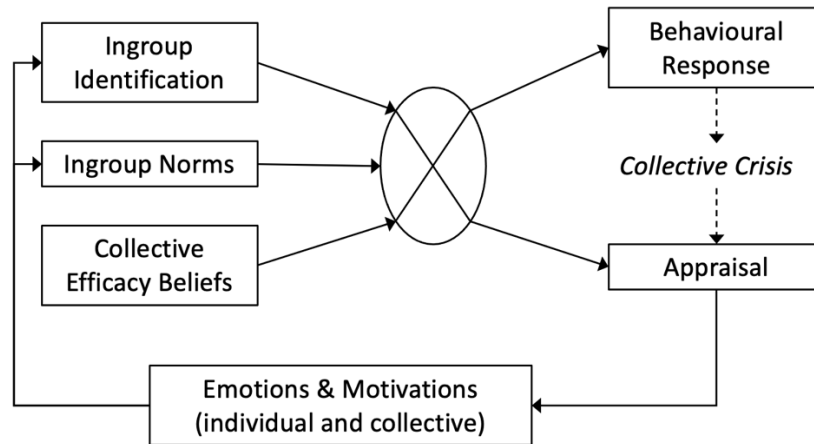 Ingroup
Identification
Ingroup Norms
Collective
Efficacy Beliefs
Behavioural
Response
Collective Crisis
Appraisal
Emotions & Motivations
(individual and collective)